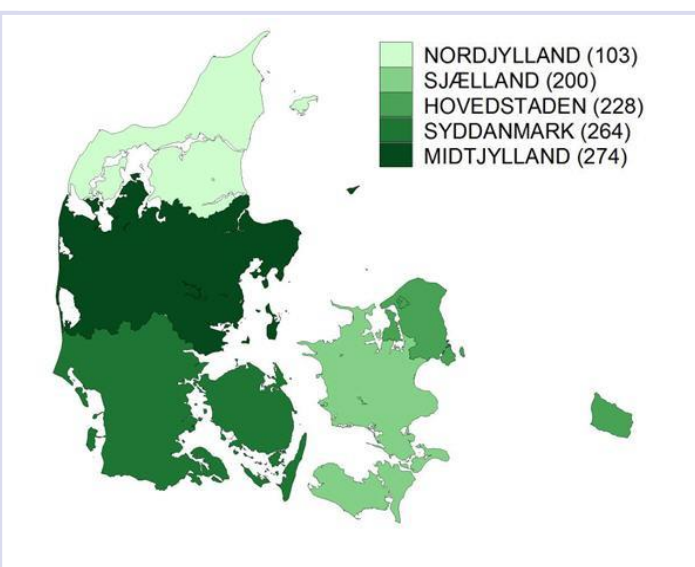 NORDJYLLAND (103)
SJÆLLAND (200)
HOVEDSTADEN (228)
SYDDANMARK (264)
MIDTJYLLAND (274)